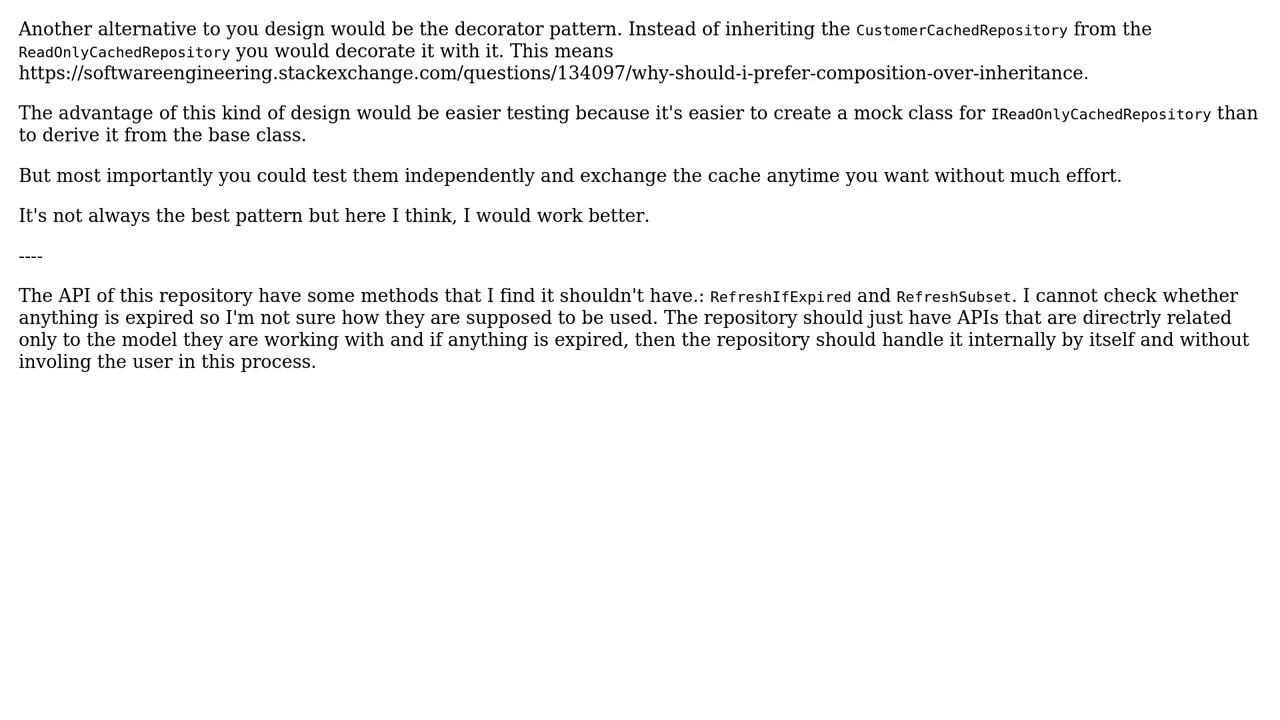 Another alternative to you design would be the decorator pattern. Instead of inheriting the CustomerCachedRepository from the
ReadOnlyCachedRepository you would decorate it with it. This means
https://softwareengineering.stackexchange.com/questions/134097/why-should-i-prefer-composition-over-inheritance.
The advantage of this kind of design would be easier testing because it's easier to create a mock class for IReadOnlyCachedRepository than
to derive it from the base class.
But most importantly you could test them independently and exchange the cache anytime you want without much effort.
It's not always the best pattern but here I think, I would work better.
----
The API of this repository have some methods that I find it shouldn't have.: RefreshIfExpired and RefreshSubset. I cannot check whether
anything is expired so I'm not sure how they are supposed to be used. The repository should just have APIs that are directrly related
only to the model they are working with and if anything is expired, then the repository should handle it internally by itself and without
involing the user in this process.